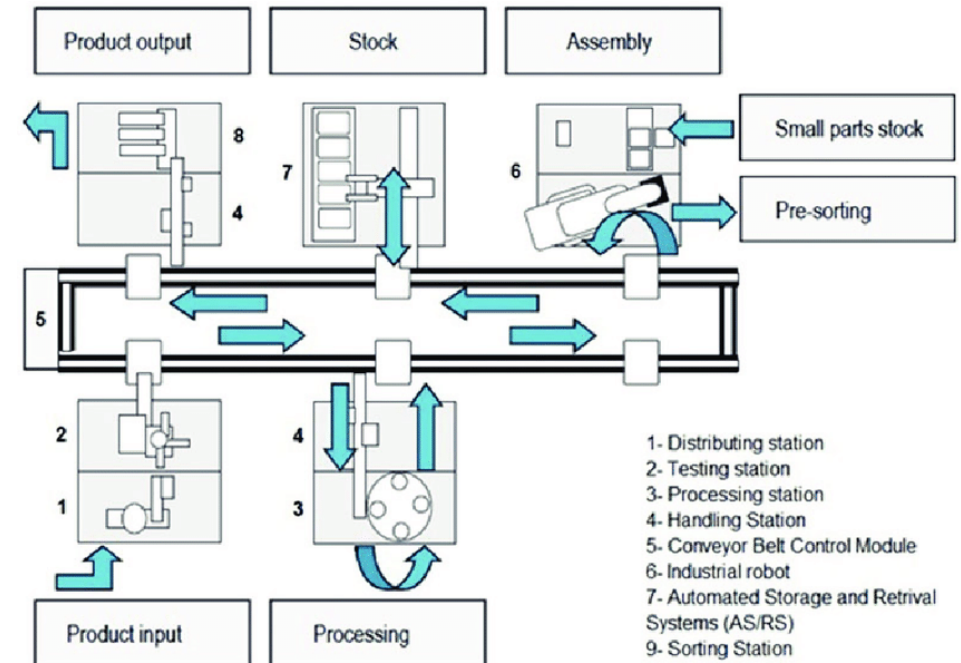 Product output
Stock
Assembly
Small parts stock
8
7
6
4
Pre-sorting
5
2
4
1
3
1- Distributing station
2- Testing station
3- Processing station
4- Handling Station
5- Conveyor Belt Control Module
6- Industrial robot
7- Automated Storage and Retrival
Systems (AS/RS)
9- Sorting Station
Product input
Processing